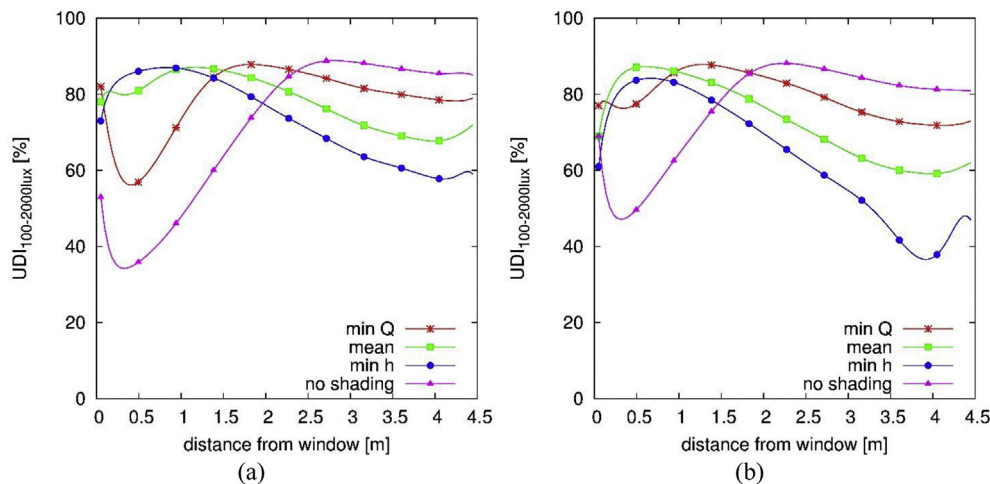 100
80
60
40
20
0
UDI100-2000lux [%]
min Q
mean
min h
no shading
0 0.5 1 1.5 2 2.5 3 3.5 4 4.5
distance from window [m]
(a)
100
80
60
40
20
0
UDI100-2000lux [%]
min Q
mean
min h
no shading
0 0.5 1 1.5 2 2.5 3 3.5 4 4.5
distance from window [m]
(b)